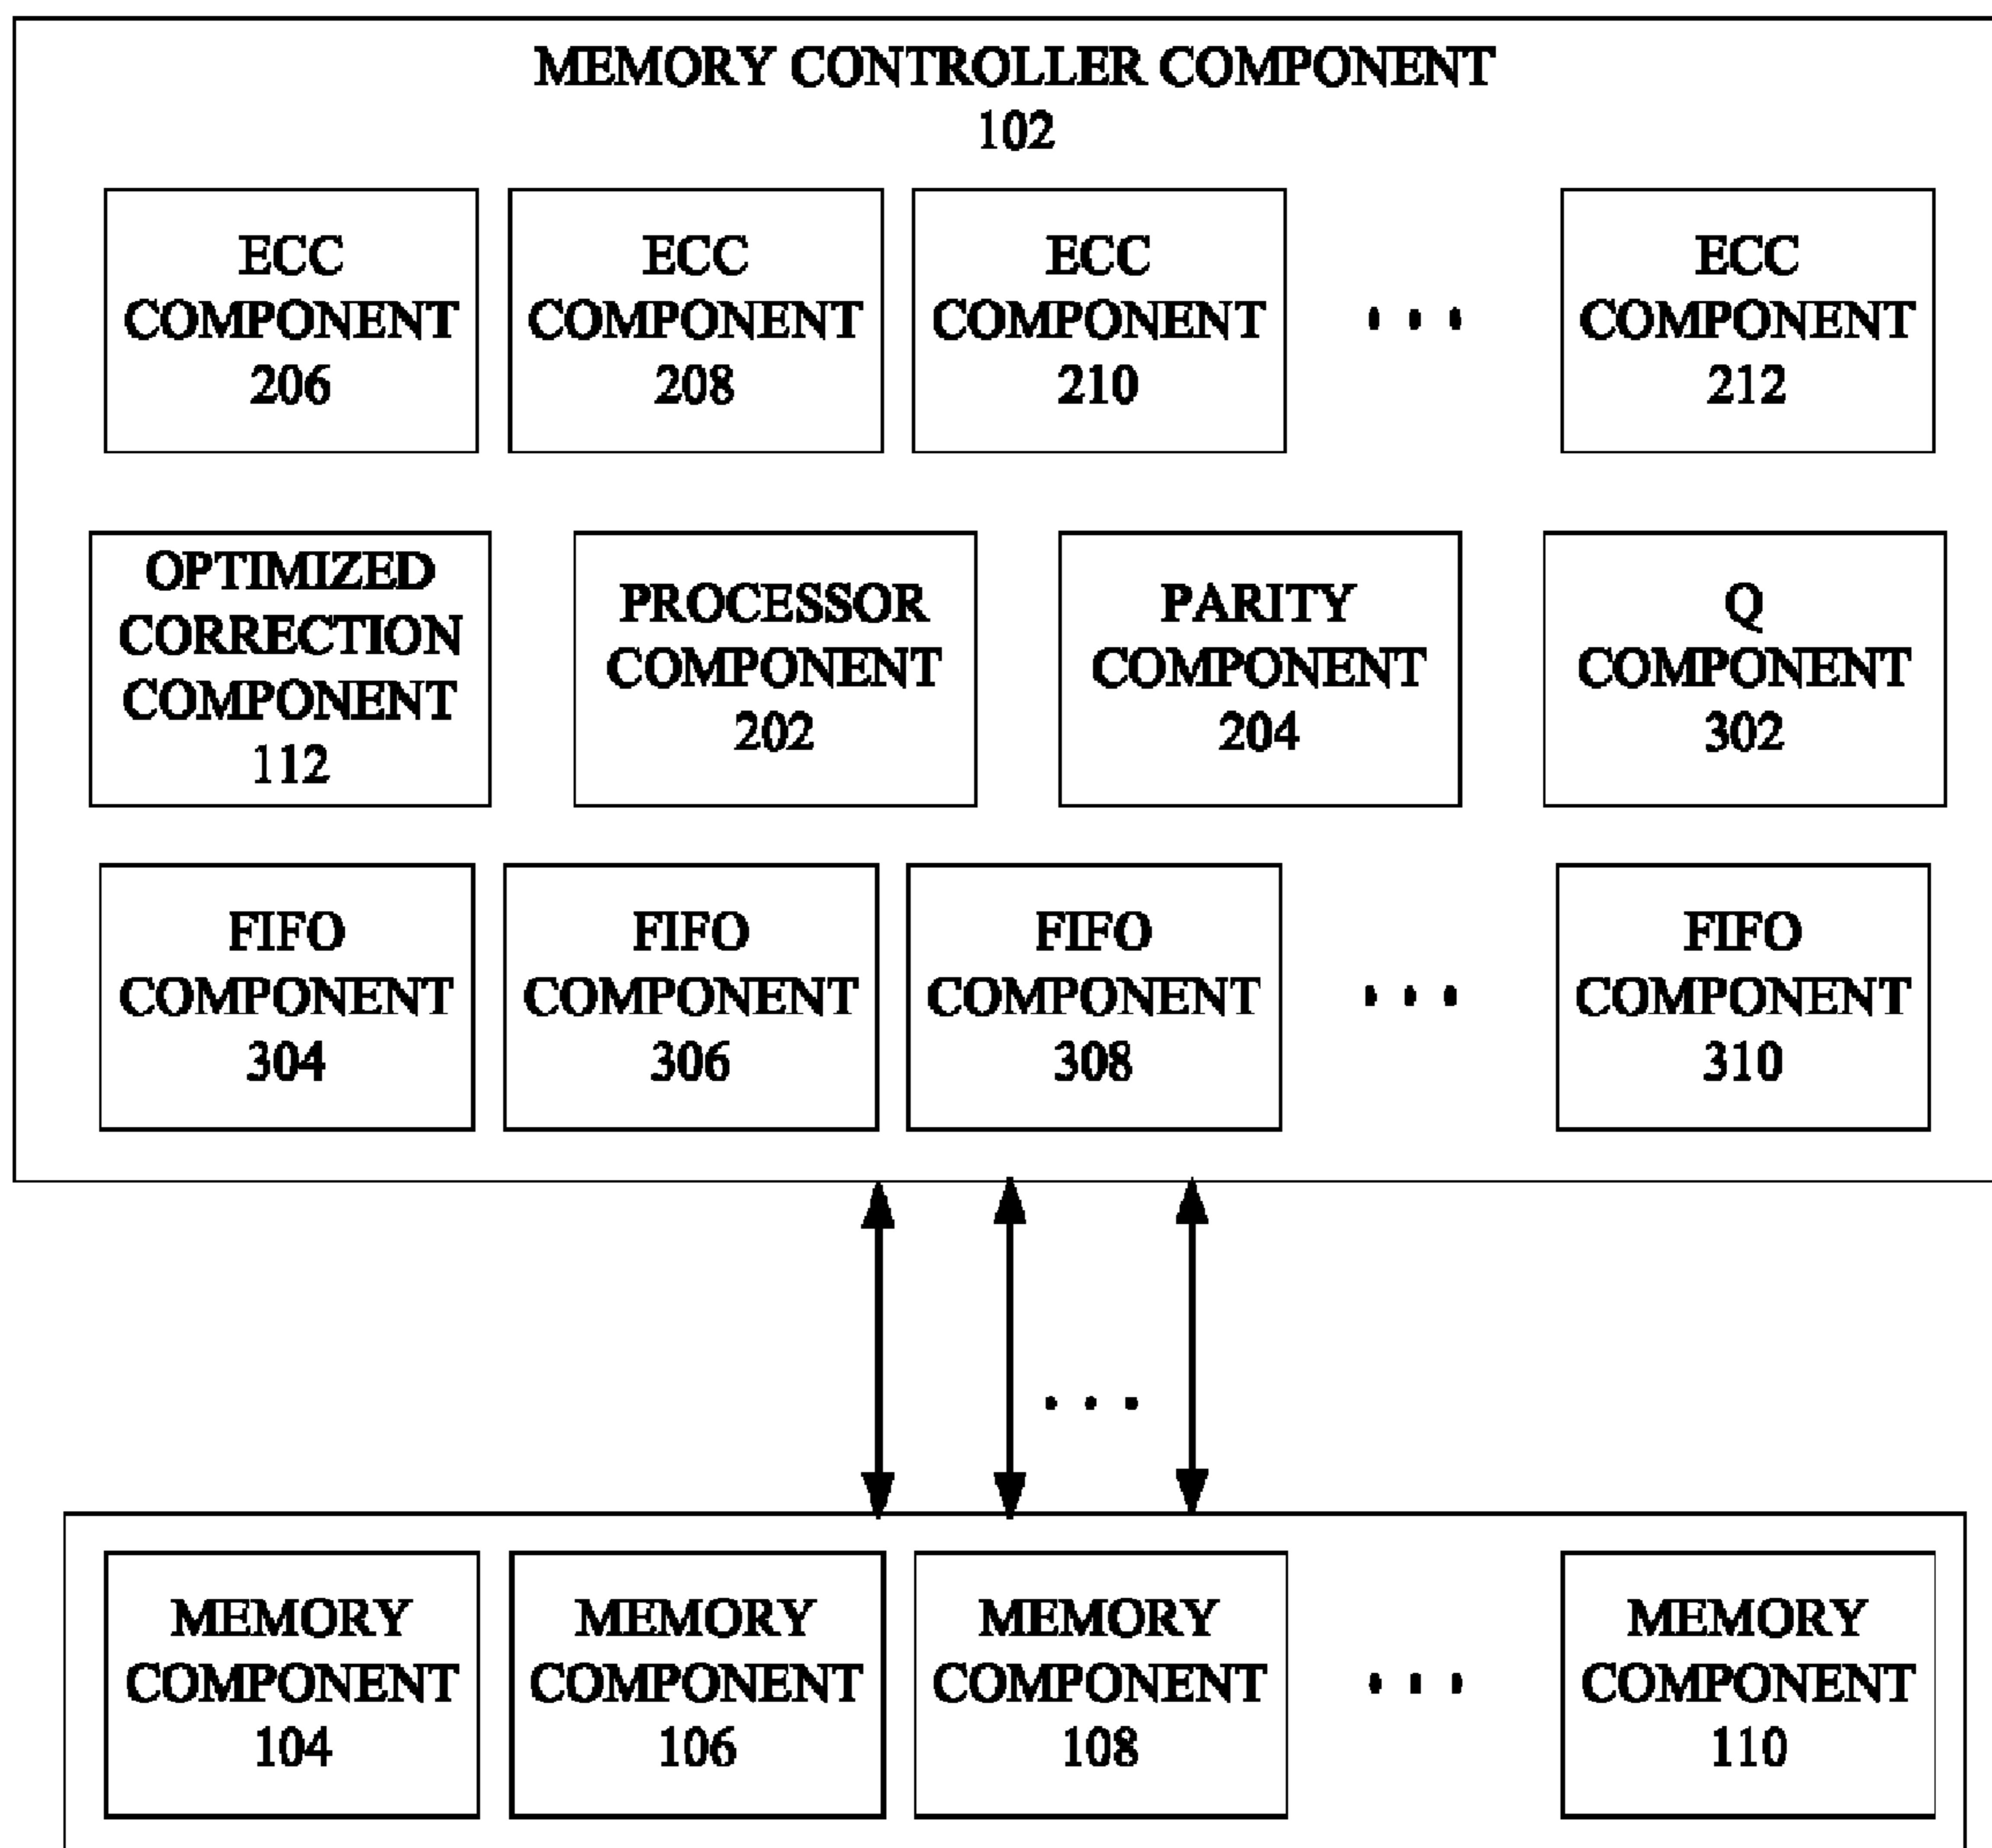 MEMORY CONTROLLER COMPONENT
102
ECC
COMPONENT
206
ECC
COMPONENT
208
ECC
COMPONENT
210
. . .
ECC
COMPONENT
212
OPTIMIZED
CORRECTION
COMPONENT
112
PROCESSOR
COMPONENT
202
PARITY
COMPONENT
204
Q
COMPONENT
302
FIFO
COMPONENT
304
FIFO
COMPONENT
306
FIFO
COMPONENT
308
. . .
FIFO
COMPONENT
310
. . .
MEMORY
COMPONENT
104
MEMORY
COMPONENT
106
MEMORY
COMPONENT
108
. . .
MEMORY
COMPONENT
110